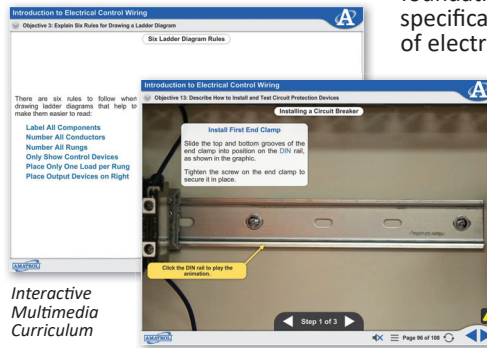 Introduction to Electrical Control Wiring
Objective 3: Explain Six Rules for Drawing a Ladder Diagram
Six Ladder Diagram Rules
There are six rules to follow when
drawing ladder diagrams that help to
make them easier to read:
Label All Components
Number All Conductors
Number All Rungs
Only Show Control Devices
Place Only One Load per Rung
Place Output Devices on Right
AMATROL
Interactive
Multimedia
Curriculum
specifica
of electr
Introduction to Electrical Control Wiring
Objective 13: Describe How to Install and Test Circuit Protection Devices
Installing a Circuit Breaker
Install First End Clamp
Slide the top and bottom grooves of the
end clamp into position on the DIN rail,
as shown in the graphic.
Tighten the screw on the end clamp to
secure it in place.
Click the DIN rail to play the
animation.
Step 1 of 3
AMATROL
Page 96 of 108